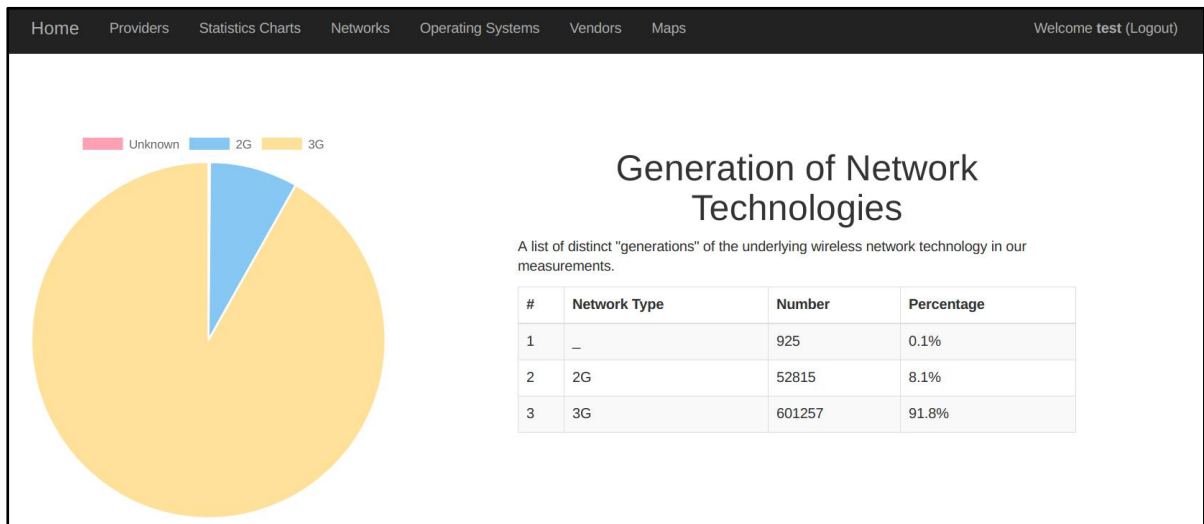 Home Providers Statistics Charts Networks Operating Systems Vendors Maps Welcome test (Logout)
Unknown 2G 3G
Generation of Network
Technologies
A list of distinct "generations" of the underlying wireless network technology in our
measurements.
# Network Type Number Percentage
1 _ 925 0.1%
2 2G 52815 8.1%
3 3G 601257 91.8%